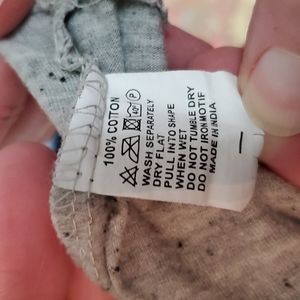 100% COTTON
40°
P
WASH SEPARATELY
DRY FLAT
PULL INTO SHAPE
WHEN WET
DO NOT TUMBLE DRY
DO NOT IRON MOTIF
MADE IN INDIA